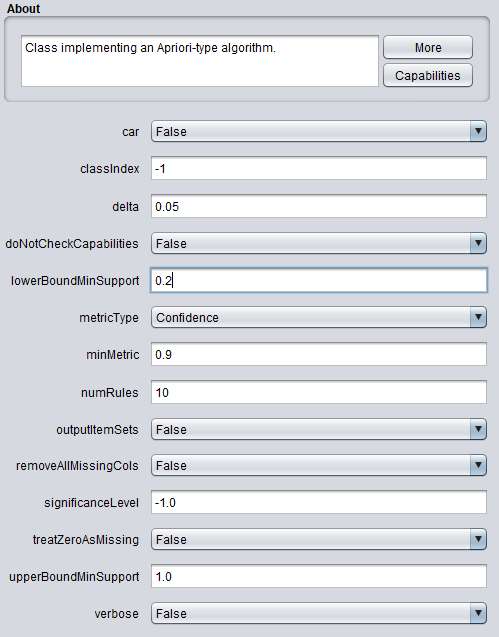 About
Class implementing an Apriori-type algorithm.
More
Capabilities
car False
classIndex -1
delta 0.05
doNotCheckCapabilities False
lowerBoundMinSupport 0.2
metricType Confidence
minMetric 0.9
numRules 10
outputItemSets False
removeAllMissingCols False
significanceLevel -1.0
treatZeroAsMissing False
upperBoundMinSupport 1.0
verbose False